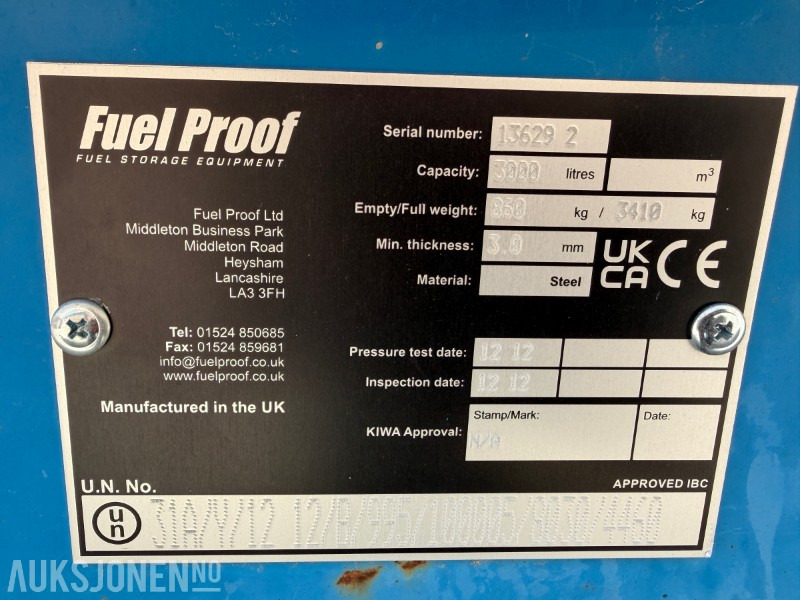 Fuel Proof
FUEL STORAGE EQUIPMENT
Fuel Proof Ltd
Middleton Business Park
Middleton Road
Heysham
Lancashire
LA3 3FH
Tel: 01524 850685
Fax: 01524 859681
info@fuelproof.co.uk
www.fuelproof.co.uk
Manufactured in the UK
Serial number: 13629 2
Capacity: 3000 litres m³
Empty/Full weight: 860 kg / 3410 kg
Min. thickness: 3.0 mm
Material: Steel
UK
CA CE
Pressure test date: 12 12
Inspection date: 12 12
Stamp/Mark: Date:
KIWA Approval: N/A
U.N. No. APPROVED IBC
un 31A/Y/12 12/
AUKSJONEN.NO